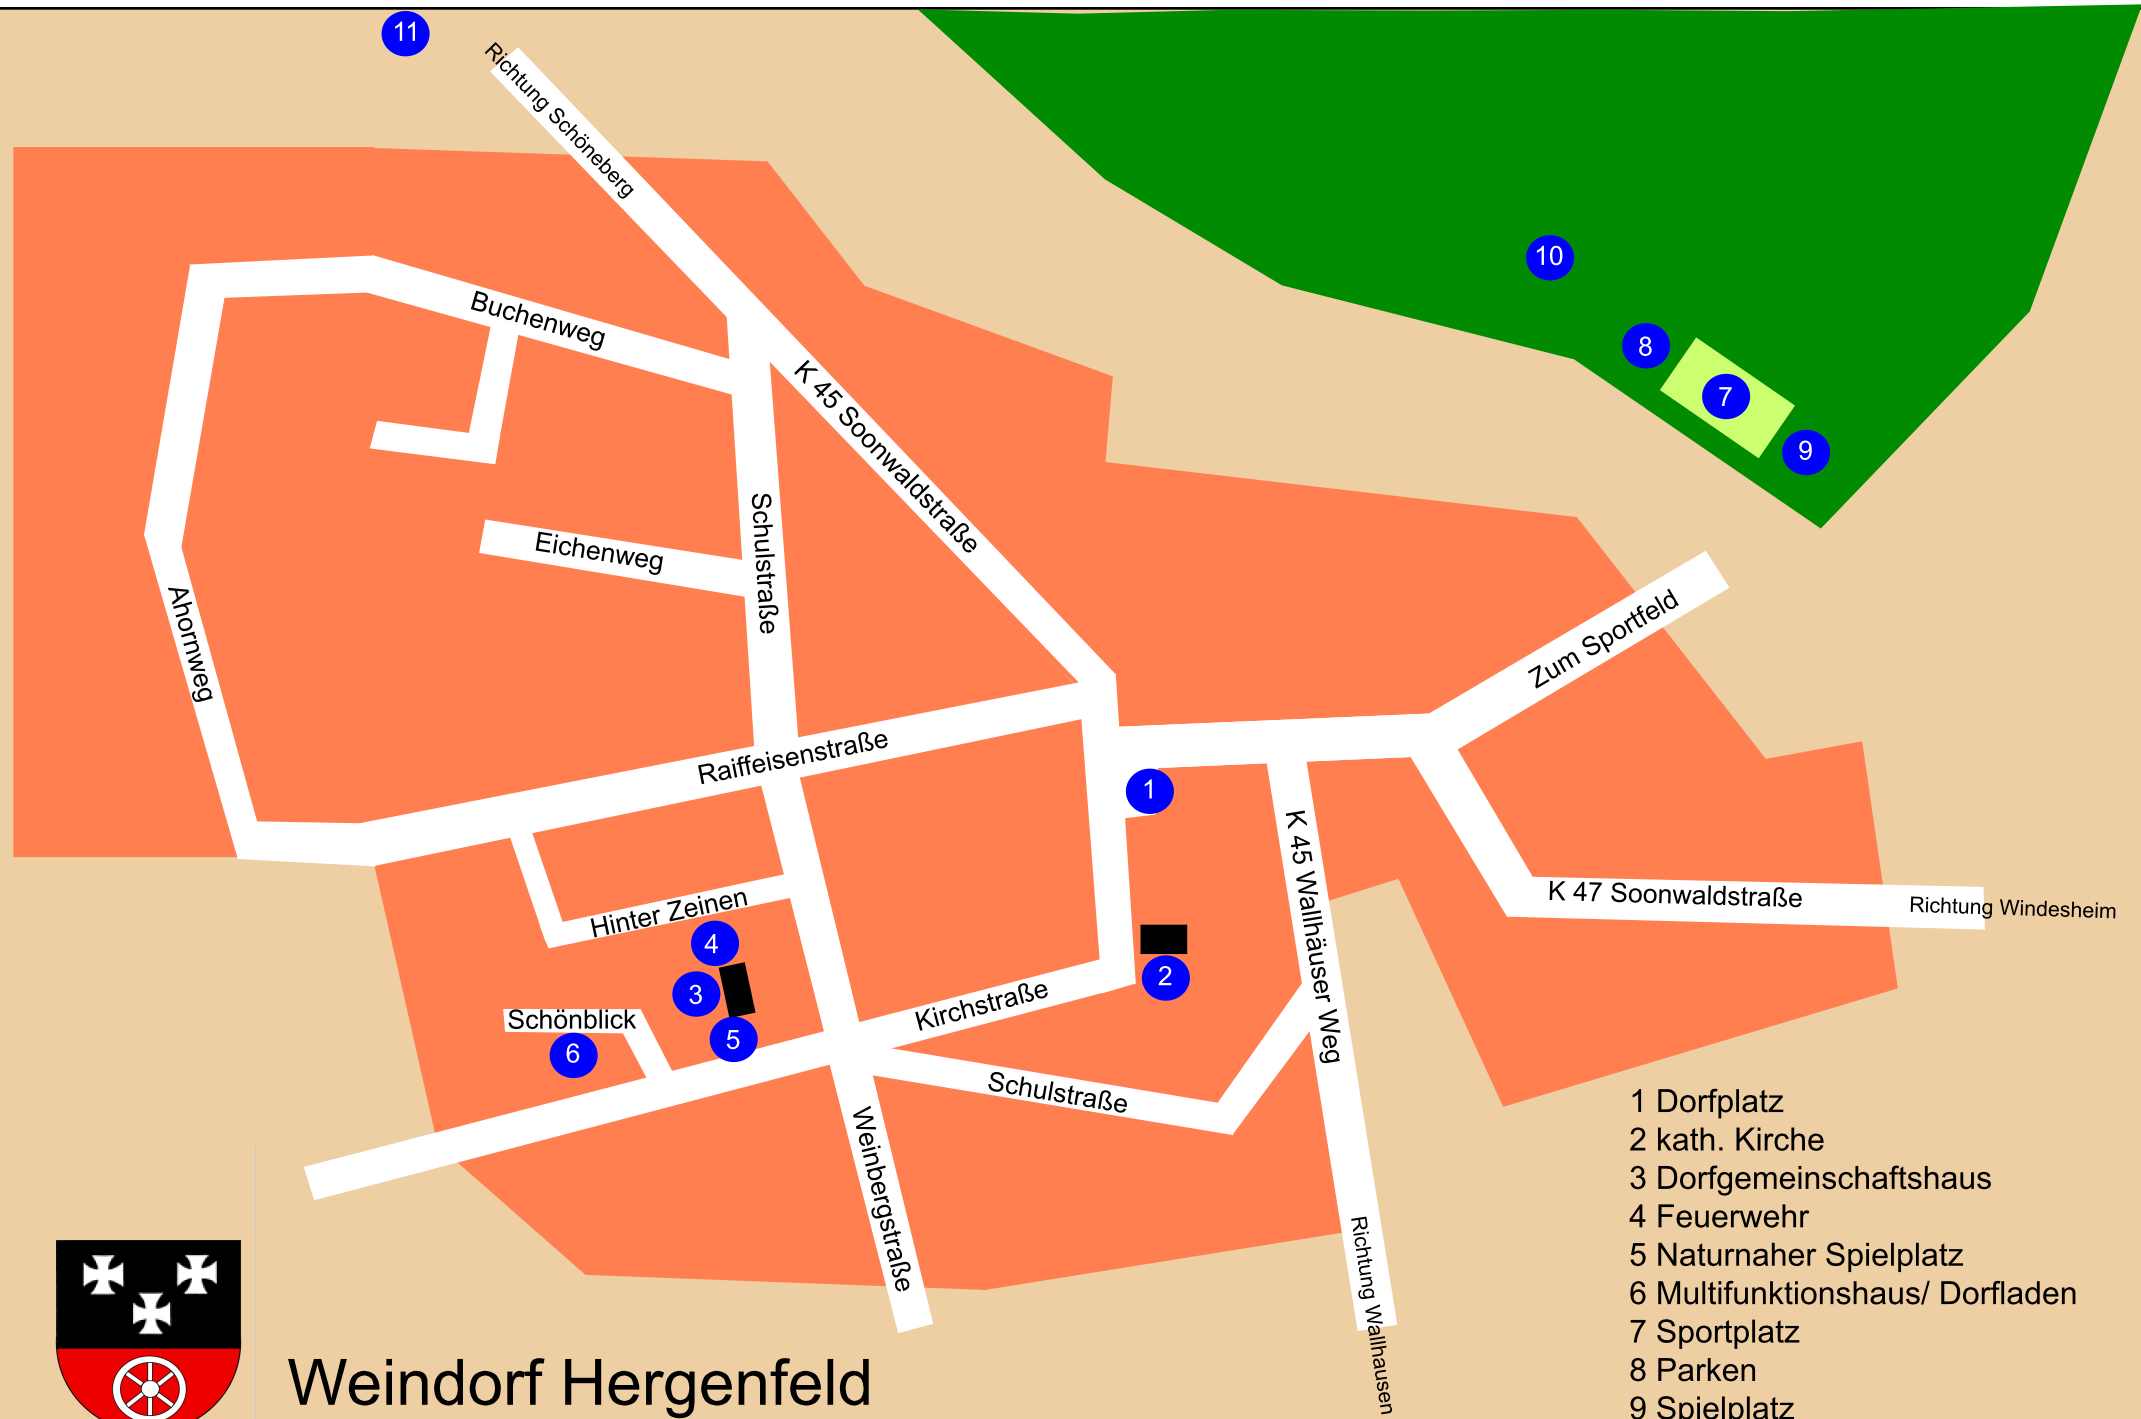 11
Richtung Schöneberg
10
8
7
9
Buchenweg
K 45 Soonwaldstraße
Schulstraße
Eichenweg
Ahornweg
Zum Sportfeld
Raiffeisenstraße
1
K 45 Wallhäuser Weg
K 47 Soonwaldstraße
Richtung Windesheim
Hinter Zeinen
4
3
5
2
Kirchstraße
Schönblick
6
Schulstraße
Weinbergstraße
Richtung Wallhausen
1 Dorfplatz
2 kath. Kirche
3 Dorfgemeinschaftshaus
4 Feuerwehr
5 Naturnaher Spielplatz
6 Multifunktionshaus/ Dorfladen
7 Sportplatz
8 Parken
9 Spielplatz
Weindorf Hergenfeld